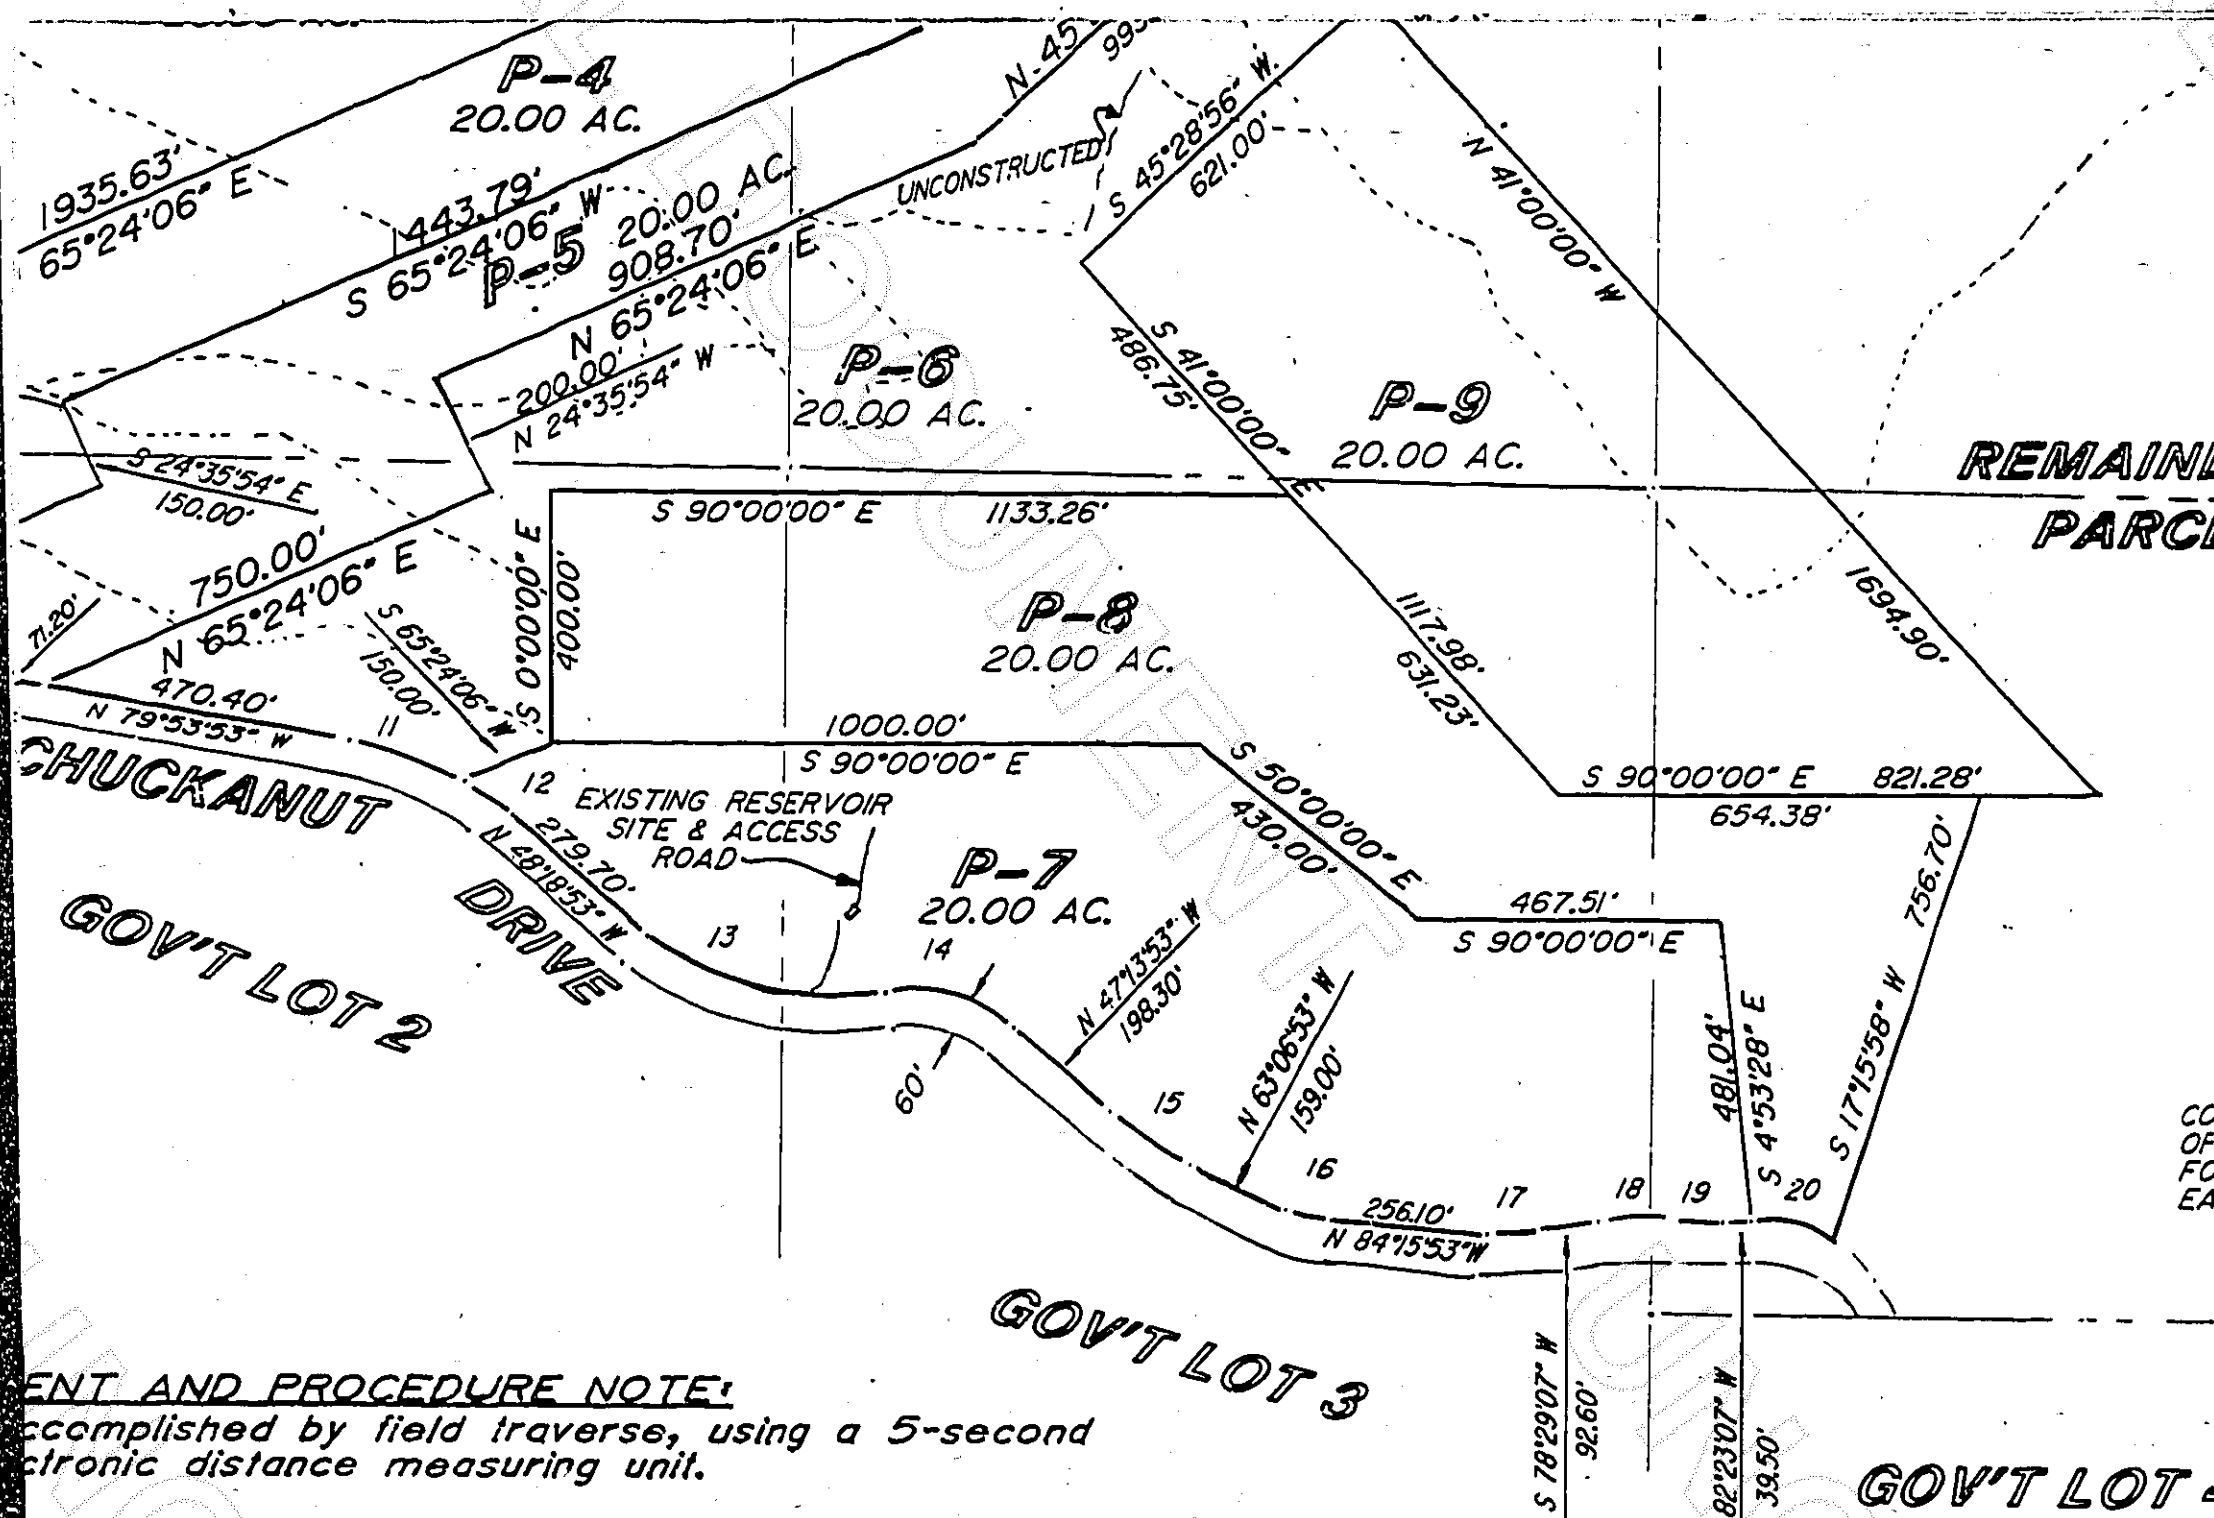 P-4
20.00 AC.
1935.63'
65°24'06" E
1443.79'
S 65°24'06" W
P-5 20.00 AC.
908.70'
N 65°24'06" E
N 45
UNCONSTRUCTED
S 45°28'56" W.
621.00'
N 41°00'00" W
1694.90'
200.00'
N 24°35'54" W
P-6
20.00 AC.
S 41°00'00" E
486.75'
P-9
20.00 AC.
REMAIN
PARC
S 24°35'54" E
150.00'
750.00'
N 65°24'06" E
71.20'
S 65°24'06" W
150.00'
S 0°00'00" E
400.00'
S 90°00'00" E 1133.26'
P-8
20.00 AC.
1117.98'
631.23'
470.40'
N 79°53'53" W
11
1000.00'
S 90°00'00" E
S 50°00'00" E
430.00'
S 90°00'00" E 821.28'
654.38'
CHUCKANUT
DRIVE
12
279.70'
N 48°18'53" W
EXISTING RESERVOIR
SITE & ACCESS
ROAD
P-7
20.00 AC.
13
14
467.51'
S 90°00'00" E
756.70'
S 17°15'58" W
GOV'T LOT 2
N 47°13'53" W
198.30'
N 63°06'53" W
159.00'
481.04'
S 4°53'28" E
60'
15
16
17
18
19
20
256.10'
N 84°15'53" W
CO
OF
FO
EA
GOV'T LOT 3
S 78°29'07" W
92.60'
82°23'07" W
39.50'
GOV'T LOT
ENT AND PROCEDURE NOTE:
ccomplished by field traverse, using a 5-second
ctronic distance measuring unit.